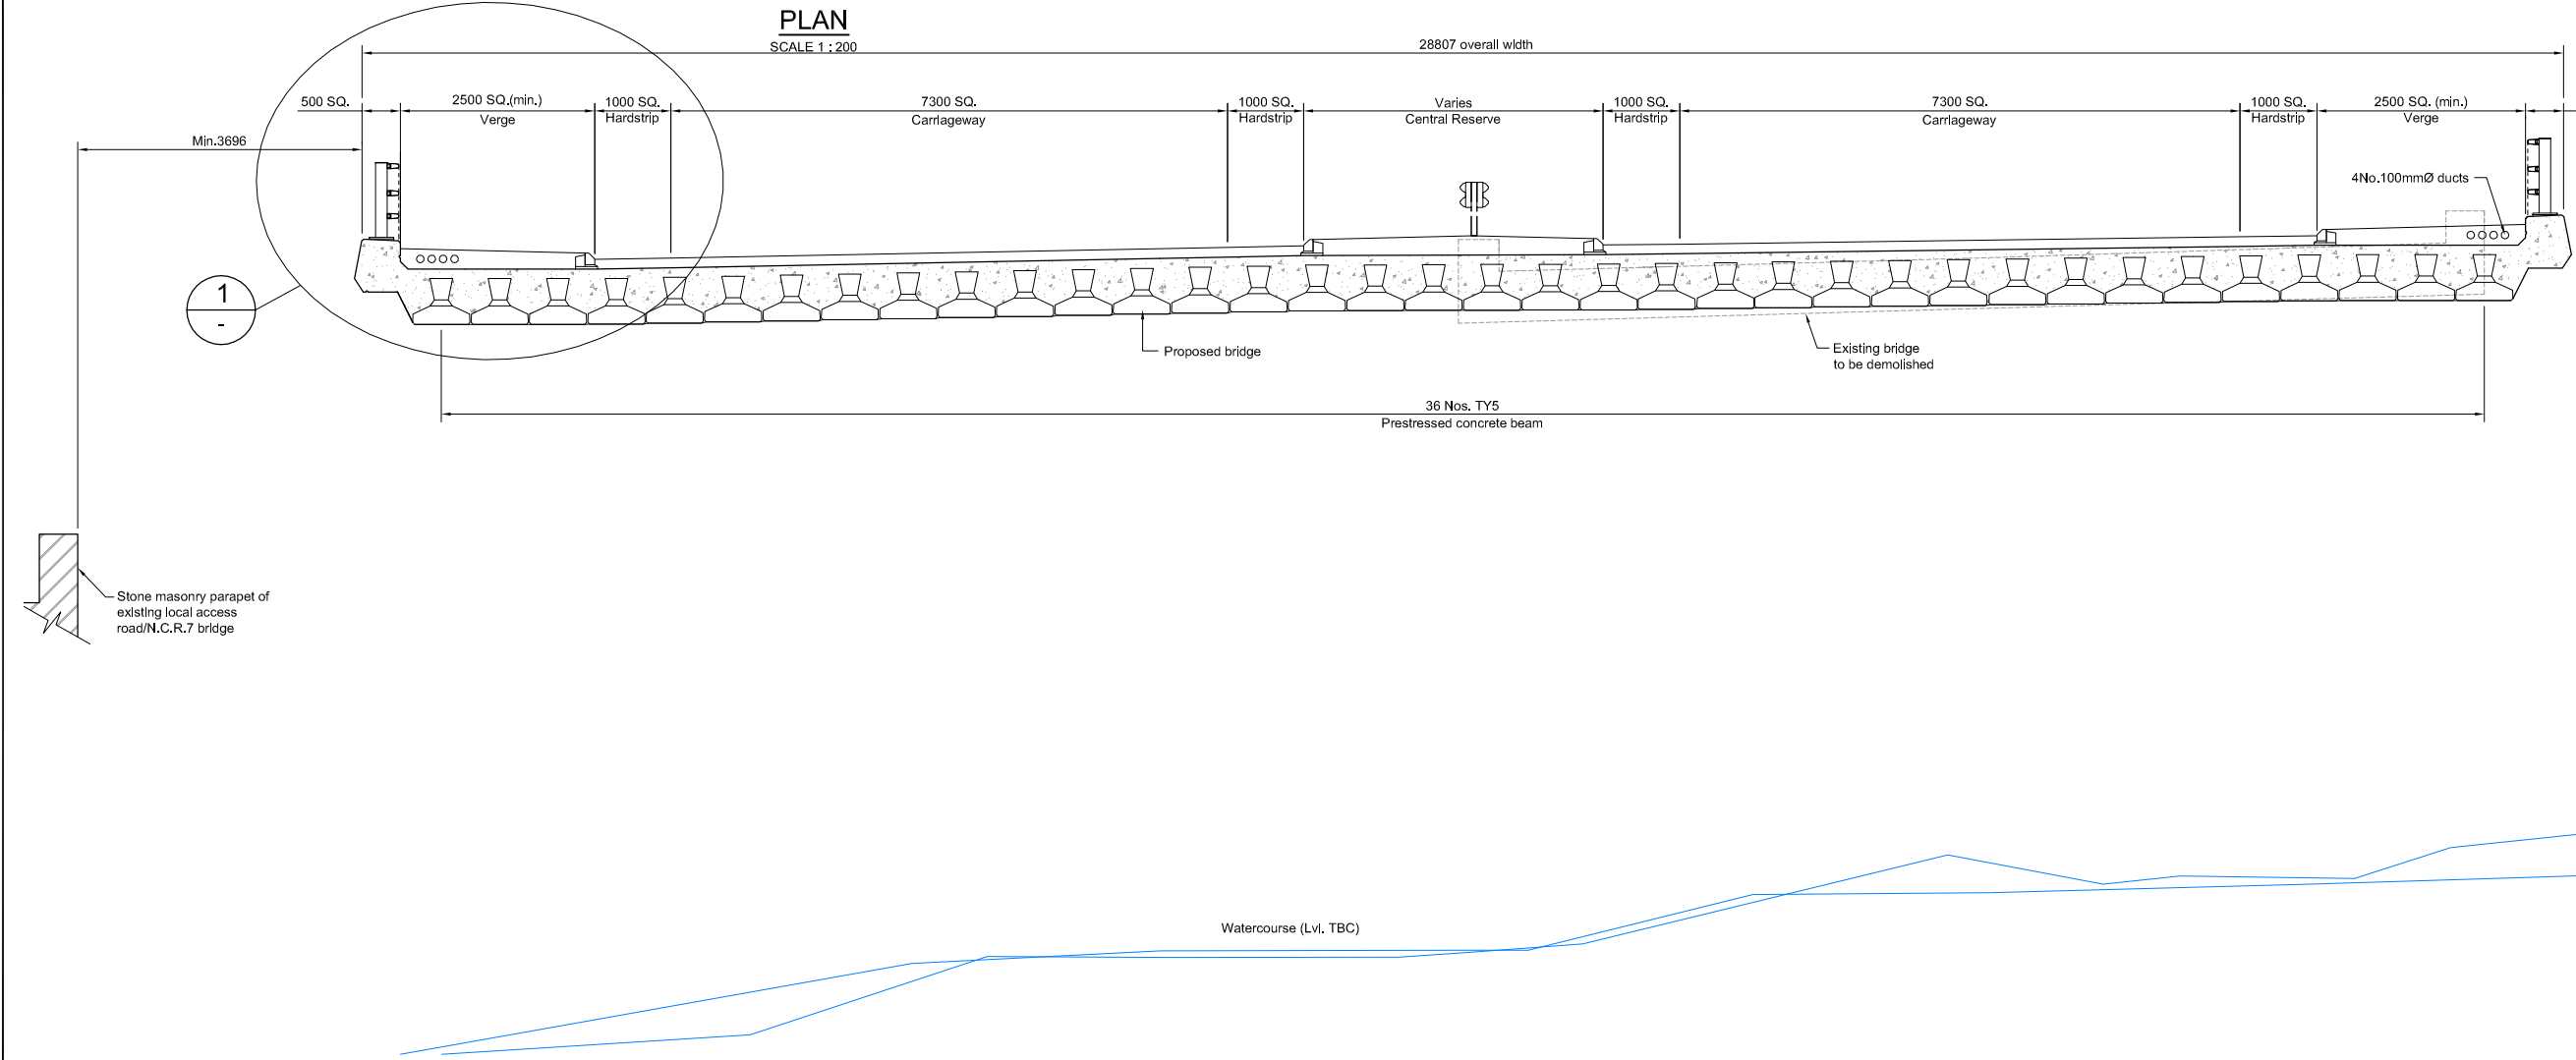 PLAN
SCALE 1 : 200
28807 overall width
500 SQ.
2500 SQ.(min.)
Verge
1000 SQ.
Hardstrip
7300 SQ.
Carriageway
1000 SQ.
Hardstrip
Varies
Central Reserve
1000 SQ.
Hardstrip
7300 SQ.
Carriageway
1000 SQ.
Hardstrip
2500 SQ. (min.)
Verge
Min.3696
4No.100mmØ ducts
1
-
Proposed bridge
Existing bridge
to be demolished
36 Nos. TY5
Prestressed concrete beam
Stone masonry parapet of
existing local access
road/N.C.R.7 bridge
Watercourse (Lvl. TBC)